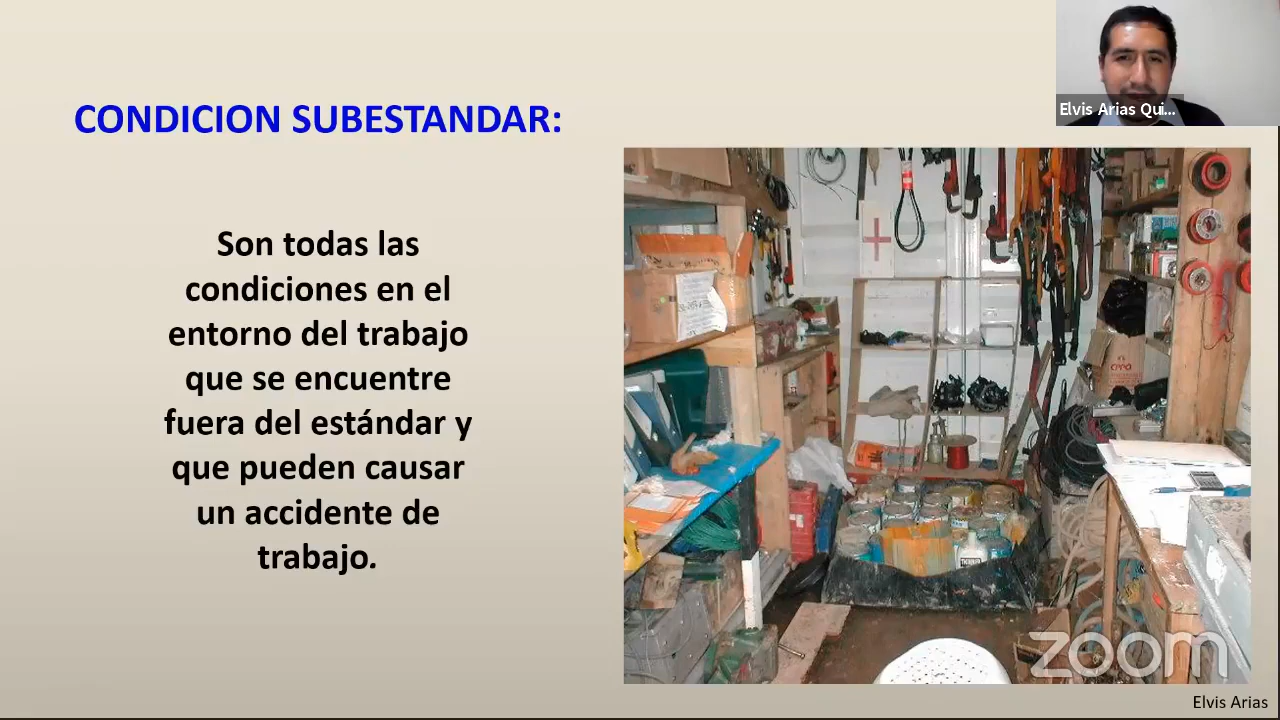 CONDICION SUBESTANDAR:
Son todas las
condiciones en el
entorno del trabajo
que se encuentre
fuera del estándar y
que pueden causar
un accidente de
trabajo.
Elvis Arias Qui...
THINNER
zoom
Elvis Arias